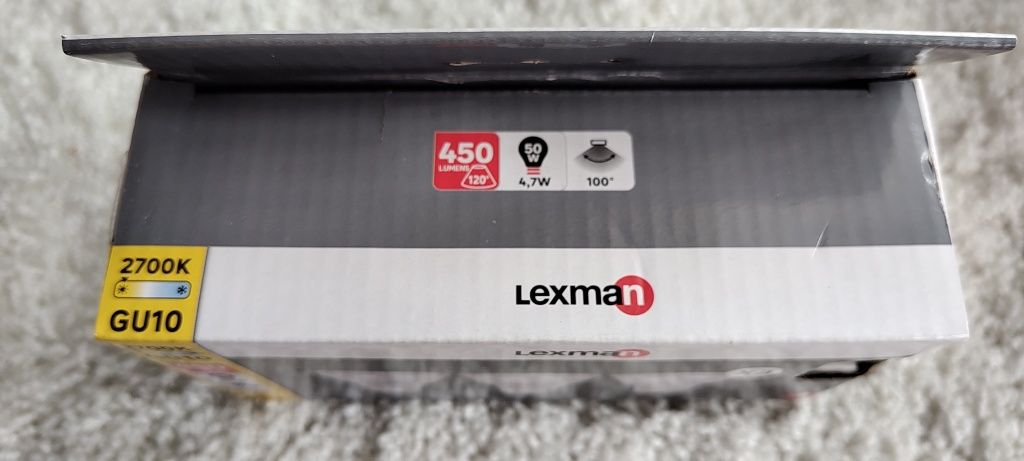 450
LUMENS
120°
50
W
4,7W
100°
2700K
GU10
Lexman
Lexman